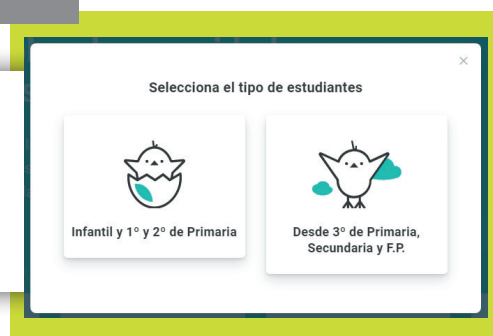 Selecciona el tipo de estudiantes
Infantil y 1º y 2º de Primaria
Desde 3º de Primaria,
Secundaria y F.P.